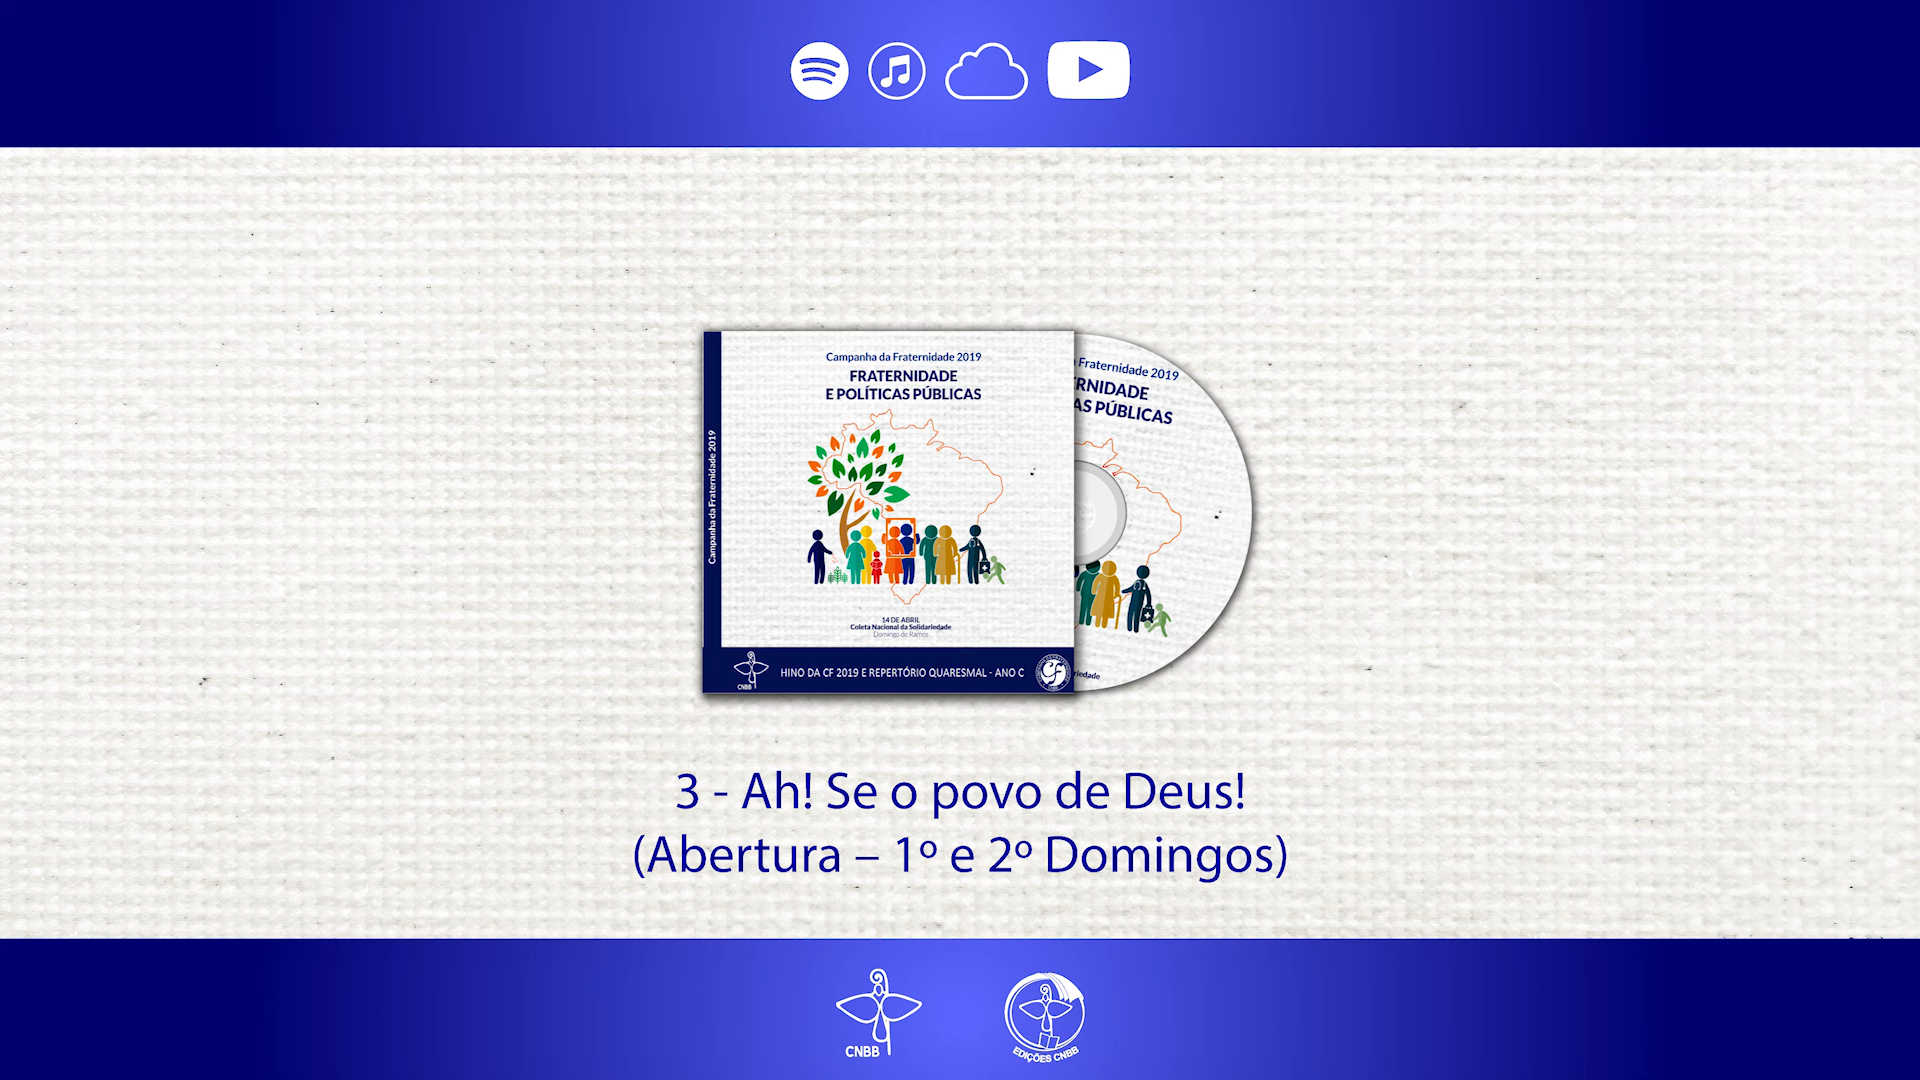 Campanha da Fraternidade 2019
FRATERNIDADE
E POLÍTICAS PÚBLICAS
Campanha da Fraternidade 2019
14 DE ABRIL
Coleta Nacional da Solidariedade
Domingo de Ramos
CNBB
HINO DA CF 2019 E REPERTÓRIO QUARESMAL - ANO C
CF
Fraternidade 2019
RNIDADE
AS PÚBLICAS
riedade
3 - Ah! Se o povo de Deus!
(Abertura – 1º e 2º Domingos)
CNBB
EDIÇÕES CNBB